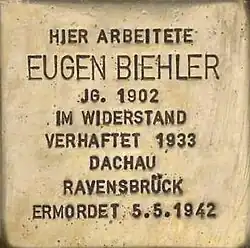 HIER ARBEITETE
EUGEN BIEHLER
JG. 1902
IM WIDERSTAND
VERHAFTET 1933
DACHAU
RAVENSBRÜCK
ERMORDET 5.5.1942